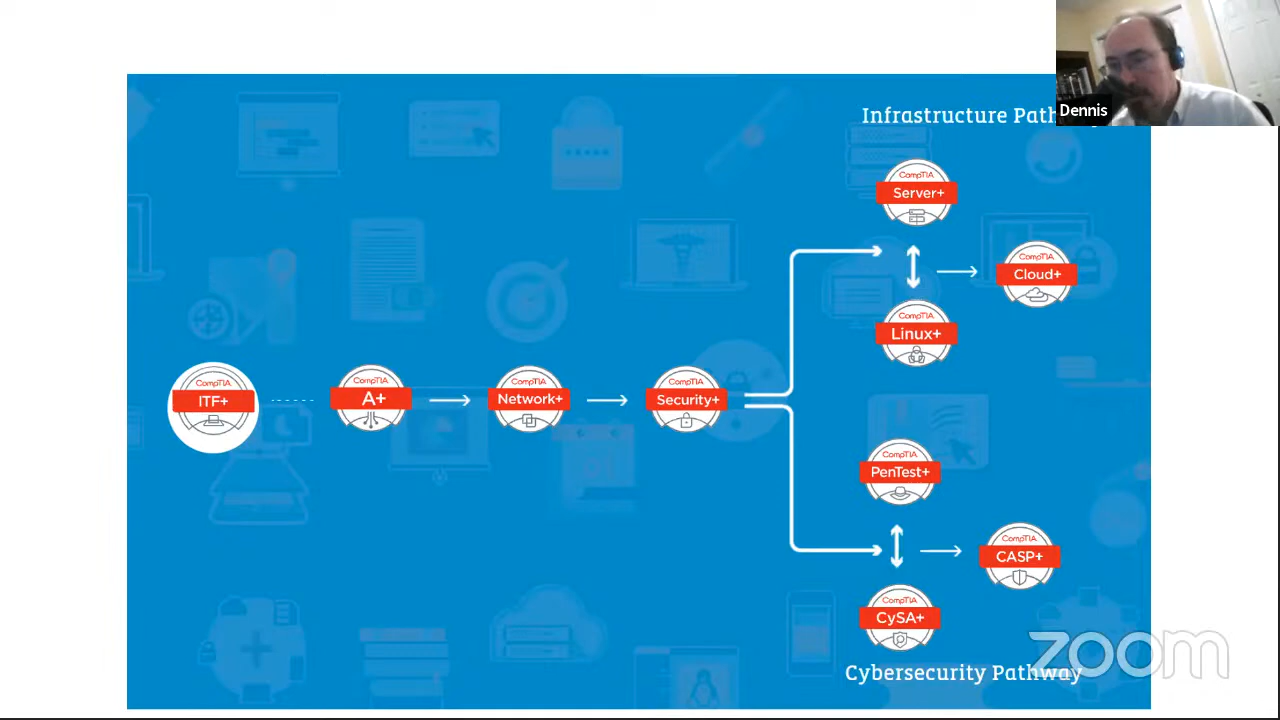 Dennis
Infrastructure Path
CompTIA
Server+
CompTIA
Cloud+
CompTIA
Linux+
CompTIA
ITF+
CompTIA
A+
CompTIA
Network+
CompTIA
Security+
CompTIA
PenTest+
CompTIA
CASP+
CompTIA
CySA+
Cybersecurity Pathway
zoom